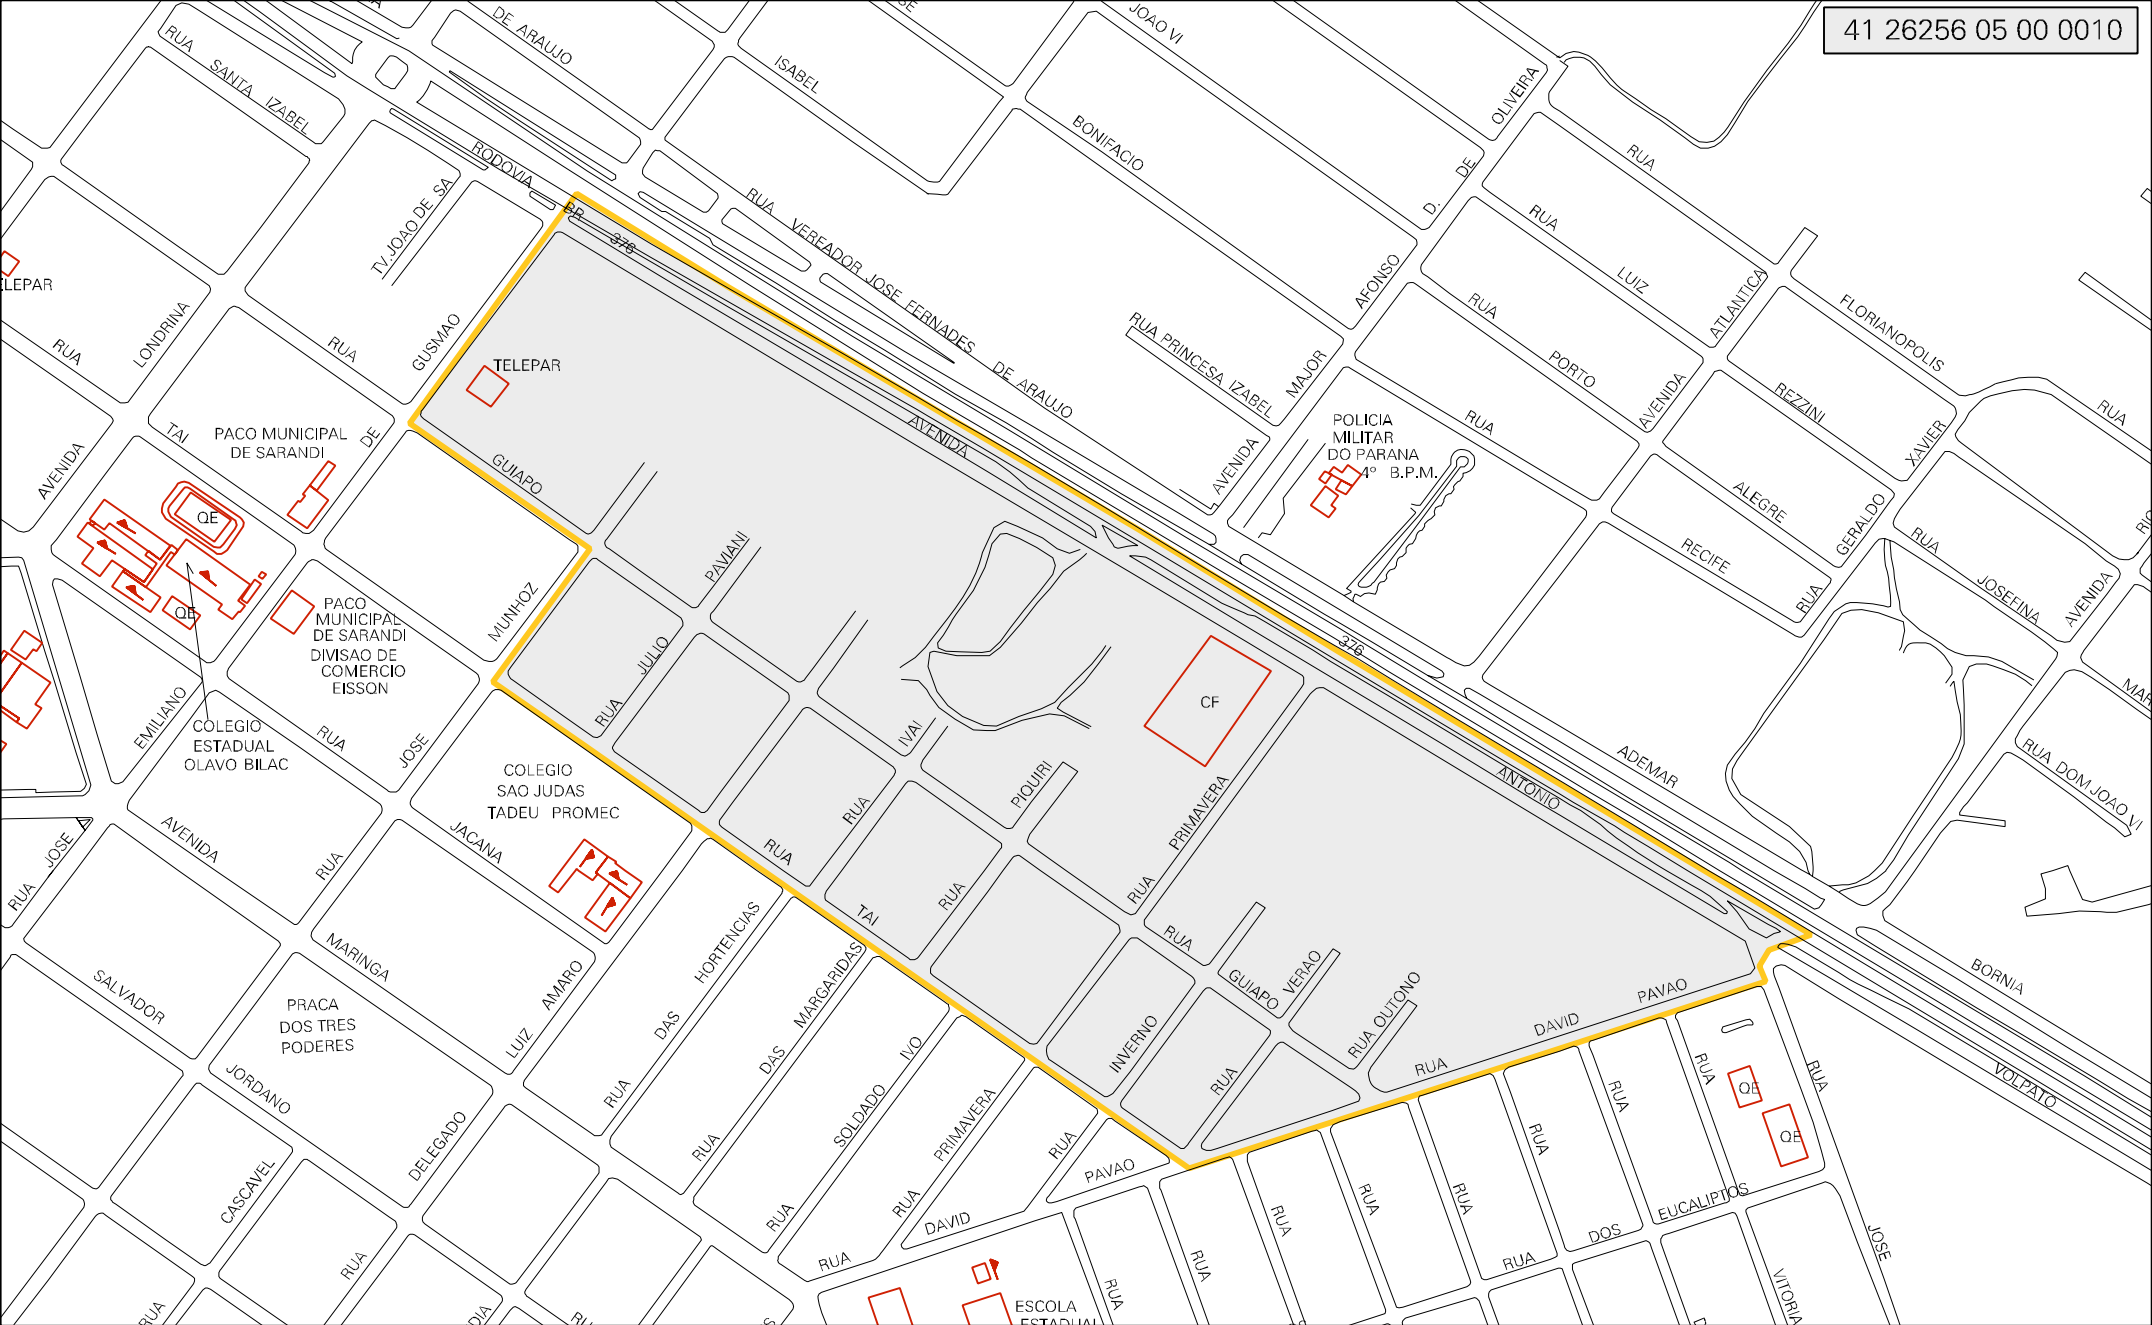 41 26256 05 00 0010
DE ARAUJO
JOAO VI
RUA
SANTA IZABEL
ISABEL
OLIVEIRA
BONIFACIO
RUA
RODOVIA
BR
376
TV. JOAO DE SA
DE
D.
AFONSO
MAJOR
AVENIDA
RUA VEREADOR JOSE FERNADES DE ARAUJO
RUA
LUIZ
REZZINI
ATLANTICA
AVENIDA
FLORIANOPOLIS
RUA
TELEPAR
LONDRINA
AVENIDA
RUA
RUA
GUSMAO
DE
MUNHOZ
JOSE
RUA
RUA PRINCESA IZABEL
RUA
PORTO
ALEGRE
RUA
RECIFE
XAVIER
GERALDO
RUA
TELEPAR
POLICIA
MILITAR
DO PARANA
4º B.P.M.
TAI
PACO MUNICIPAL
DE SARANDI
GUIAPO
AVENIDA
QE
QE
PAVIANI
JULIO
RUA
PACO
MUNICIPAL
DE SARANDI
DIVISAO DE
COMERCIO
EISSQN
RUA
JOSEFINA
AVENIDA
376
CF
EMILIANO
COLEGIO
ESTADUAL
OLAVO BILAC
RUA
JACANA
COLEGIO
SAO JUDAS
TADEU PROMEC
IVAI
RUA
PIQUIRI
RUA
PRIMAVERA
RUA
ADEMAR
ANTONIO
RUA DOM JOAO VI
JOSE
RUA
AVENIDA
MARINGA
RUA
TAI
RUA
GUIAPO
VERAO
RUA OUTONO
RUA DAVID PAVAO
BORNIA
VOLPATO
SALVADOR
JORDANO
PRACA
DOS TRES
PODERES
AMARO
LUIZ
DELEGADO
RUA
RUA DAS HORTENCIAS
RUA DAS MARGARIDAS
RUA SOLDADO IVO
RUA PRIMAVERA
RUA
INVERNO
RUA
CASCAVEL
RUA
RUA DAVID PAVAO
QE
QE
RUA
JOSE
RUA
RUA
RUA
RUA
RUA
RUA
RUA
RUA
RUA DOS EUCALIPTOS
VITORIA
ESCOLA
ESTADUAL